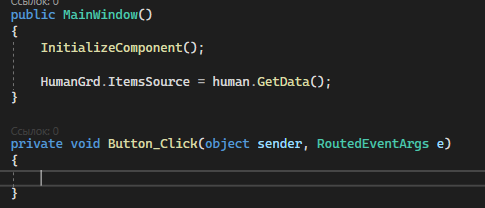 Ссылок: 0
public MainWindow()
{
InitializeComponent();
HumanGrd.ItemsSource = human.GetData();
}
Ссылок: 0
private void Button_Click(object sender, RoutedEventArgs e)
{
}